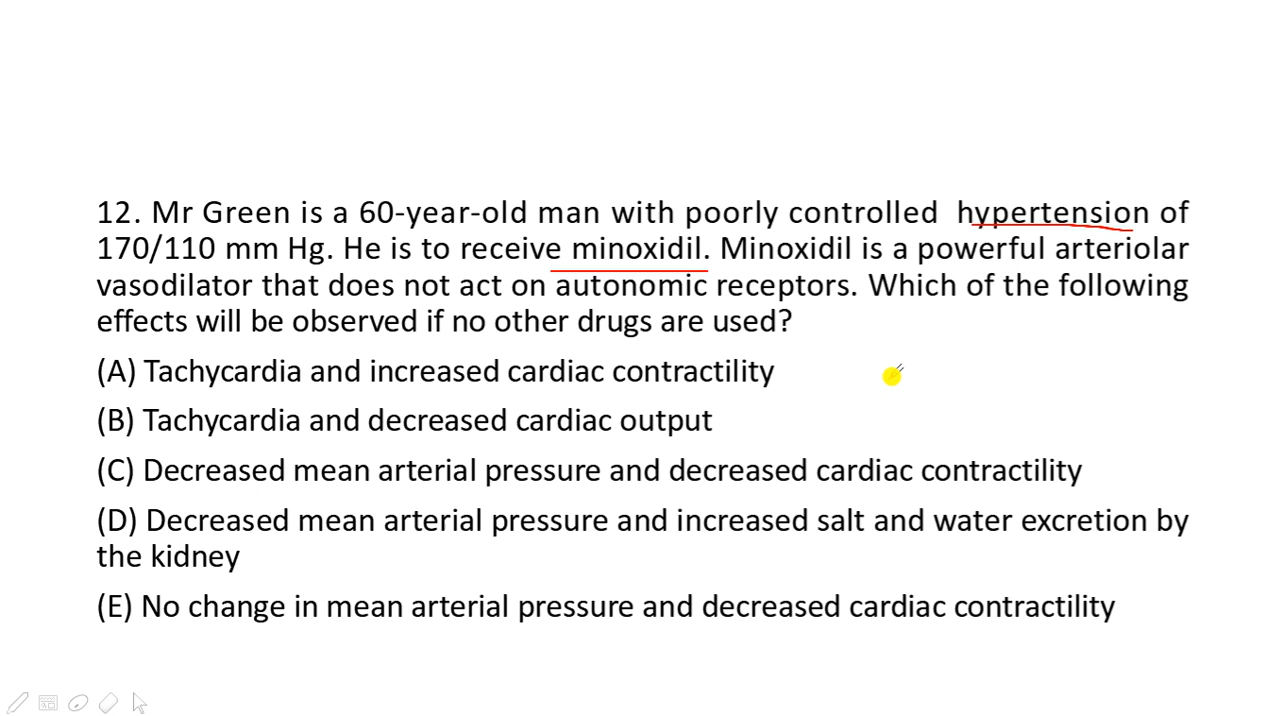 12. Mr Green is a 60-year-old man with poorly controlled hypertension of
170/110 mm Hg. He is to receive minoxidil. Minoxidil is a powerful arteriolar
vasodilator that does not act on autonomic receptors. Which of the following
effects will be observed if no other drugs are used?
(A) Tachycardia and increased cardiac contractility
(B) Tachycardia and decreased cardiac output
(C) Decreased mean arterial pressure and decreased cardiac contractility
(D) Decreased mean arterial pressure and increased salt and water excretion by
the kidney
(E) No change in mean arterial pressure and decreased cardiac contractility